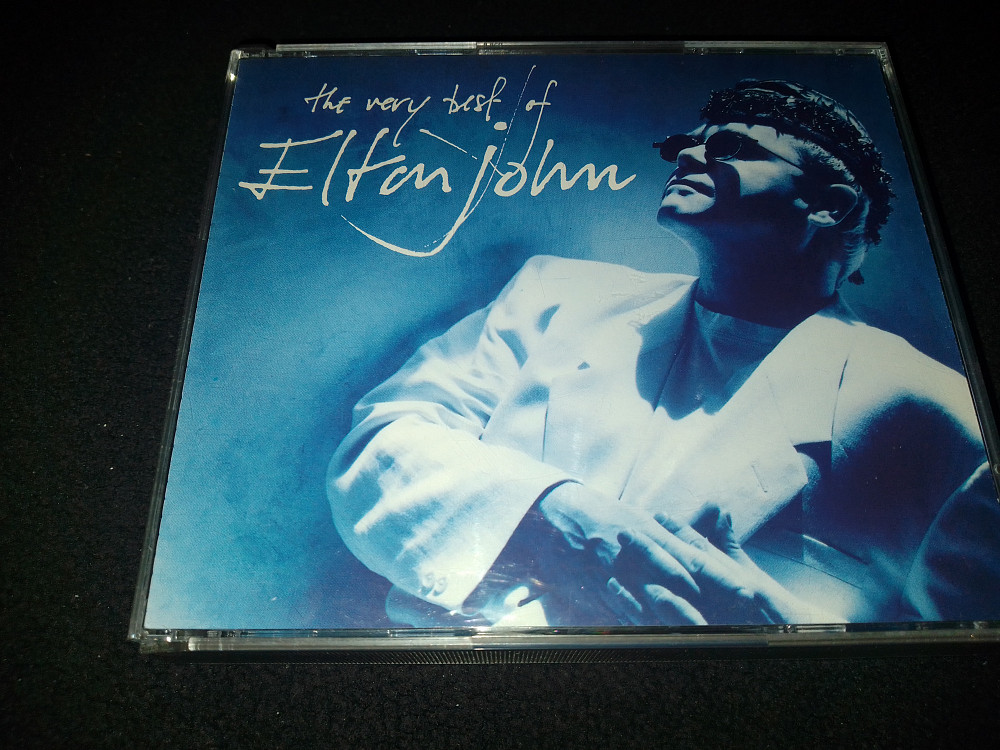 the very best of
Elton john